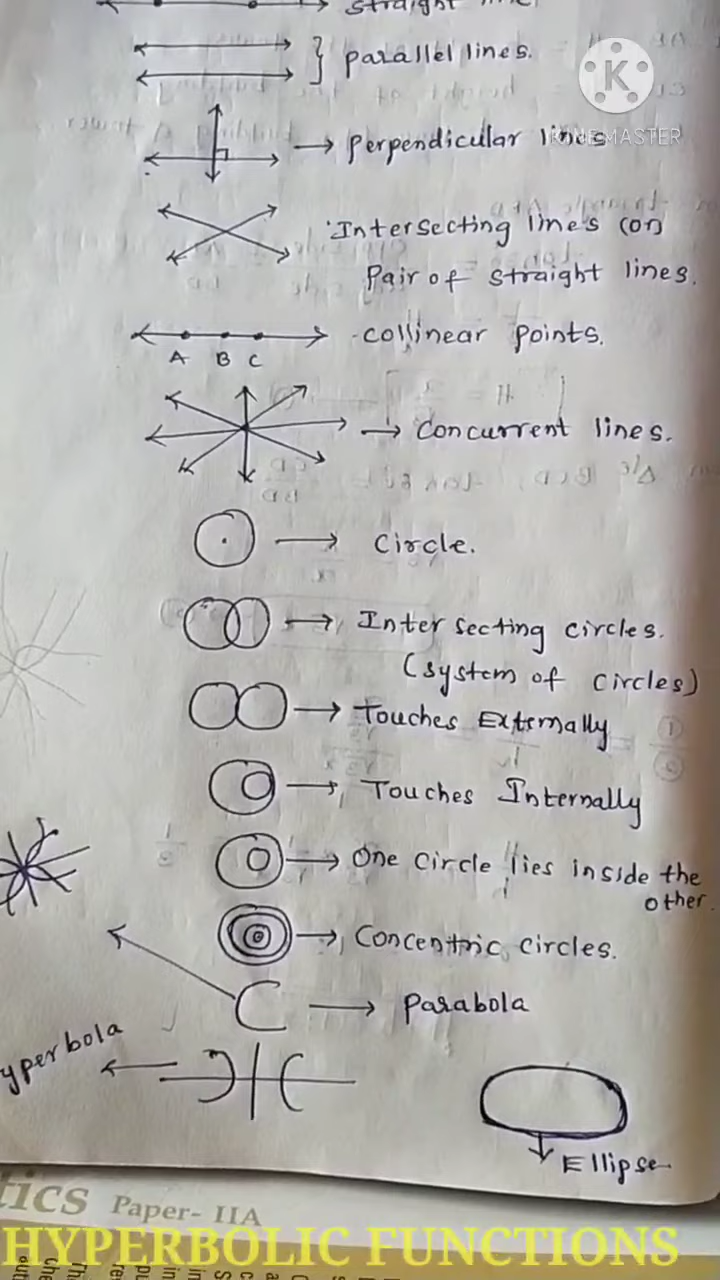 straight line
parallel lines.
K
KINEMASTER
→ perpendicular lines
Intersecting lines (or)
Pair of straight lines.
A B C
collinear points.
→ Concurrent lines.
→ Circle.
→ Intersecting circles.
(system of circles)
→ Touches Externally
→ Touches Internally
→ One Circle lies inside the
other.
→ Concentric circles.
→ Parabola
yperbola
Ellipse
tics Paper- IIA
HYPERBOLIC FUNCTIONS